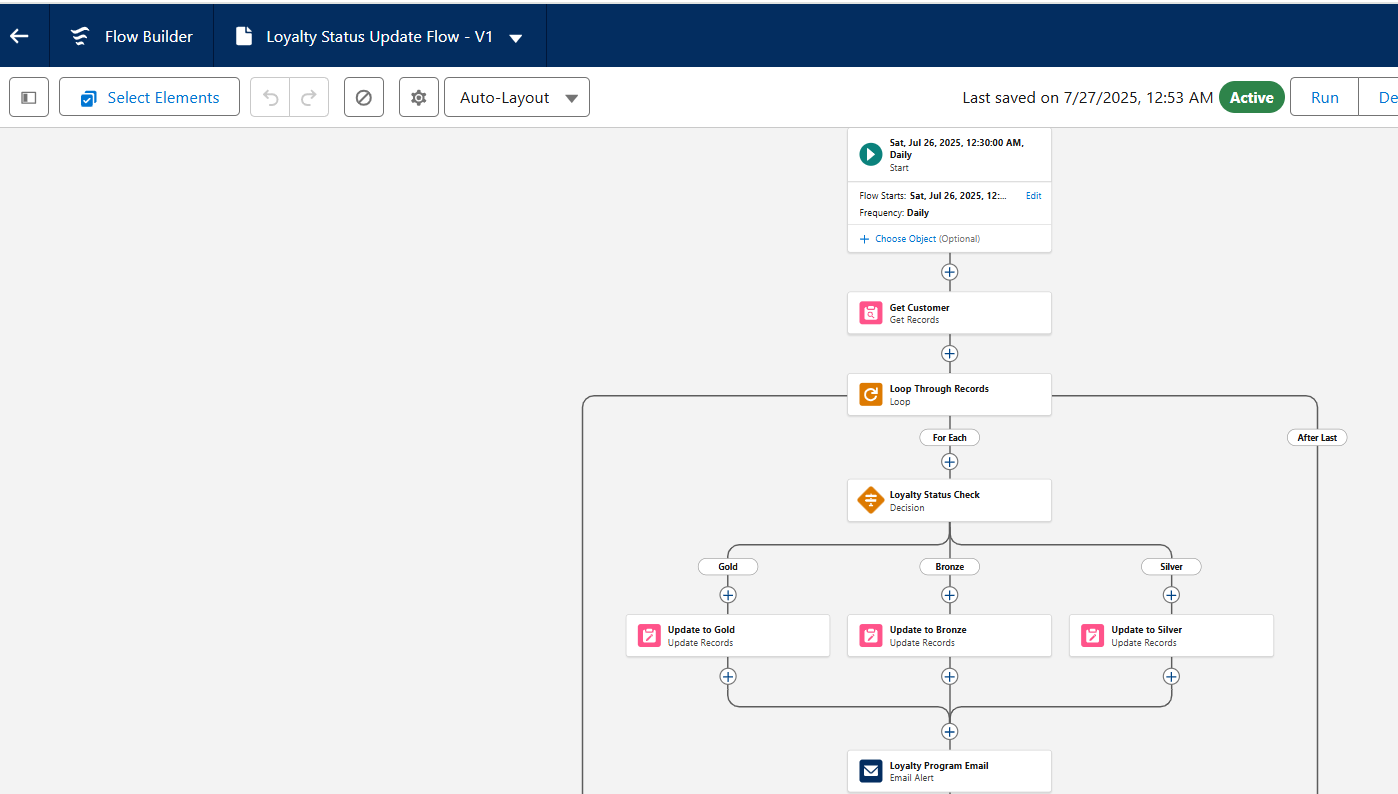 Flow Builder
Loyalty Status Update Flow - V1
Select Elements
Auto-Layout
Last saved on 7/27/2025, 12:53 AM
Active
Run
De
Sat, Jul 26, 2025, 12:30:00 AM,
Daily
Start
Flow Starts: Sat, Jul 26, 2025, 12:...
Edit
Frequency: Daily
Choose Object (Optional)
Get Customer
Get Records
Loop Through Records
Loop
For Each
After Last
Loyalty Status Check
Decision
Gold
Bronze
Silver
Update to Gold
Update Records
Update to Bronze
Update Records
Update to Silver
Update Records
Loyalty Program Email
Email Alert